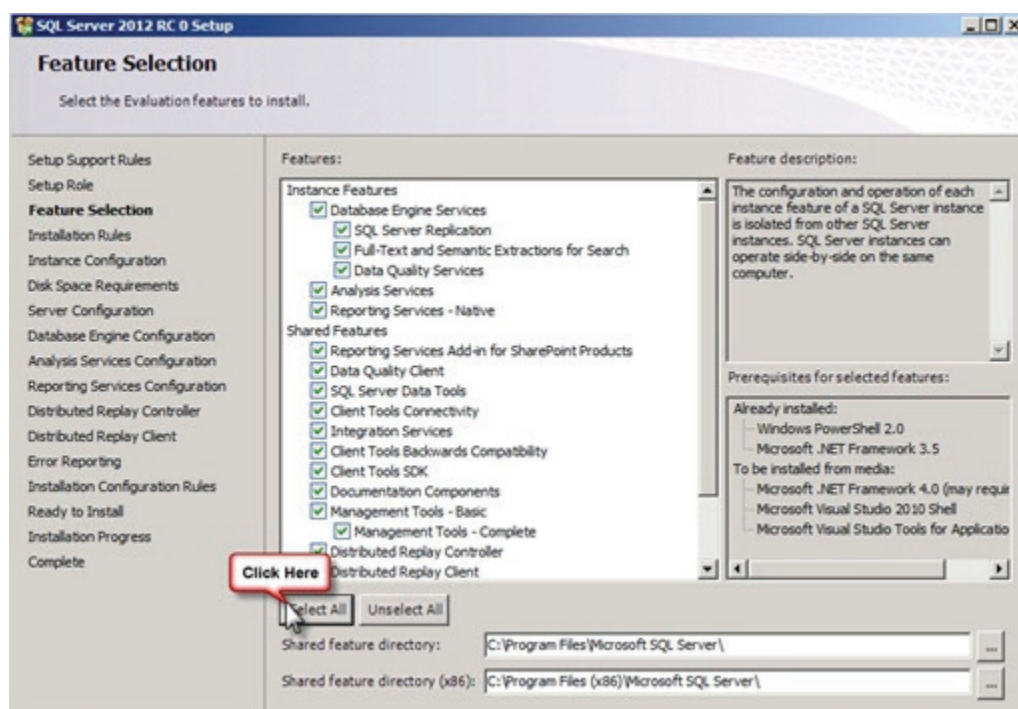 SQL Server 2012 RC 0 Setup
Feature Selection
Select the Evaluation features to install.
Setup Support Rules
Setup Role
Feature Selection
Installation Rules
Instance Configuration
Disk Space Requirements
Server Configuration
Database Engine Configuration
Analysis Services Configuration
Reporting Services Configuration
Distributed Replay Controller
Distributed Replay Client
Error Reporting
Installation Configuration Rules
Ready to Install
Installation Progress
Complete
Features:
Instance Features
Database Engine Services
SQL Server Replication
Full-Text and Semantic Extractions for Search
Data Quality Services
Analysis Services
Reporting Services - Native
Shared Features
Reporting Services Add-in for SharePoint Products
Data Quality Client
SQL Server Data Tools
Client Tools Connectivity
Integration Services
Client Tools Backwards Compatibility
Client Tools SDK
Documentation Components
Management Tools - Basic
Management Tools - Complete
Distributed Replay Controller
Distributed Replay Client
Click Here
Select All
Unselect All
Feature description:
The configuration and operation of each
instance feature of a SQL Server instance
is isolated from other SQL Server
instances. SQL Server instances can
operate side-by-side on the same
computer.
Prerequisites for selected features:
Already installed:
Windows PowerShell 2.0
Microsoft .NET Framework 3.5
To be installed from media:
Microsoft .NET Framework 4.0 (may requir
Microsoft Visual Studio 2010 Shell
Microsoft Visual Studio Tools for Applicatio
Shared feature directory:
C:\Program Files\Microsoft SQL Server\
...
Shared feature directory (x86):
C:\Program Files (x86)\Microsoft SQL Server\
...